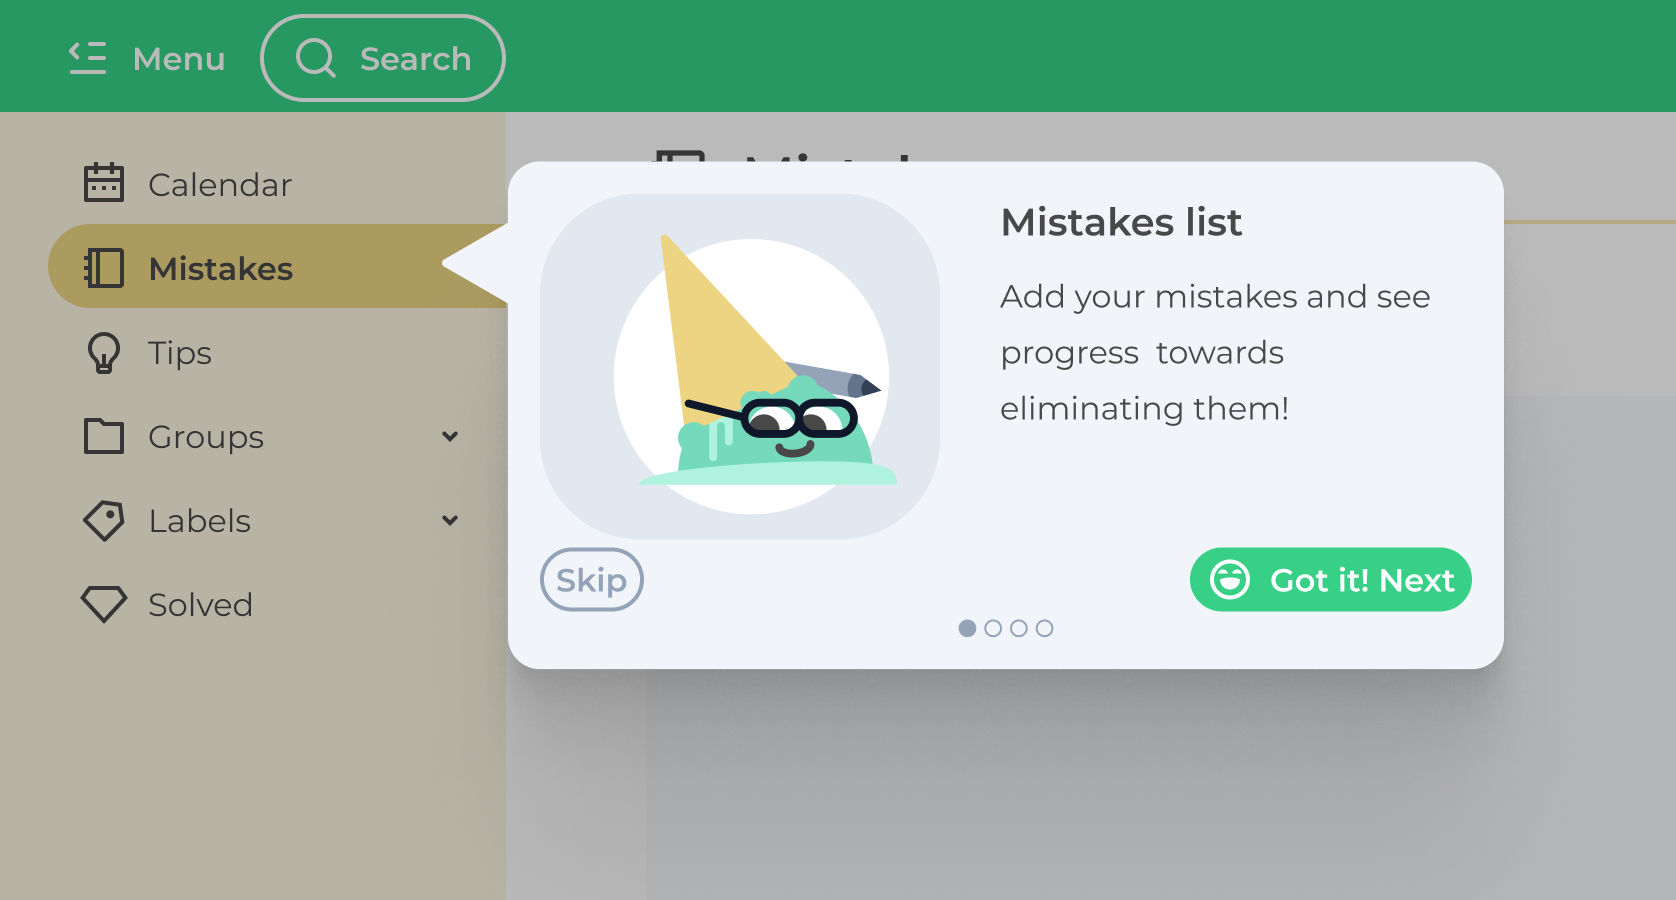 Menu
Search
Calendar
Mistakes
Tips
Groups
Labels
Solved
Mistakes list
Add your mistakes and see
progress  towards
eliminating them!
Skip
Got it! Next